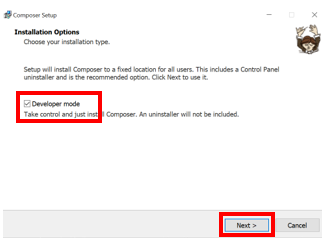 Composer Setup
Installation Options
Choose your installation type.
Setup will install Composer to a fixed location for all users. This includes a Control Panel
uninstaller and is the recommended option. Click Next to use it.
Developer mode
Take control and just install Composer. An uninstaller will not be included.
Next >
Cancel